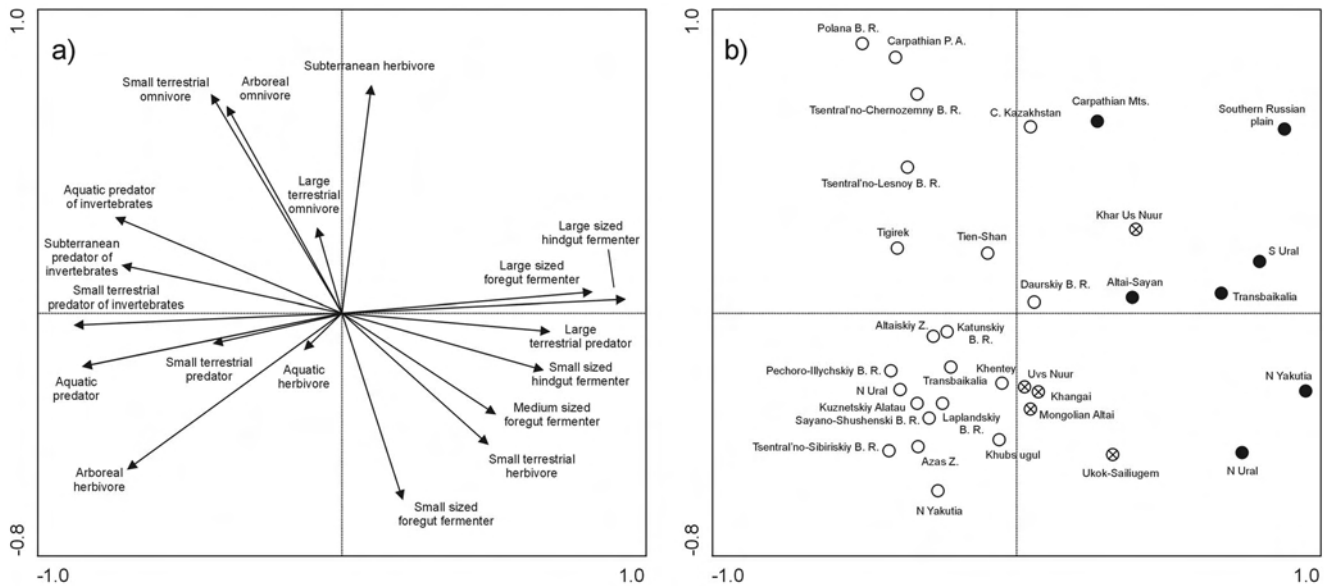 1.0
-0.8
-1.0
1.0
a)
Small terrestrial
omnivore
Arboreal
omnivore
Subterranean herbivore
Large
terrestrial
omnivore
Aquatic predator
of invertebrates
Subterranean
predator of
invertebrates
Small terrestrial
predator of invertebrates
Large sized
hindgut fermenter
Large sized
foregut fermenter
Small terrestrial
predator
Aquatic
herbivore
Large
terrestrial predator
Aquatic
predator
Small sized
hindgut fermenter
Medium sized
foregut fermenter
Arboreal
herbivore
Small terrestrial
herbivore
Small sized
foregut fermenter
1.0
-0.8
-1.0
1.0
b)
Polana B. R.
Carpathian P. A.
Tsentral'no-Chernozemny B. R.
C. Kazakhstan
Carpathian Mts.
Southern Russian
plain
Tsentral'no-Lesnoy B. R.
Khar Us Nuur
Tigirek
Tien-Shan
S Ural
Daurskiy B. R.
Altai-Sayan
Transbaikalia
Altaiskiy Z.
Katunskiy
B. R.
Pechoro-Illychskiy B. R.
Transbaikalia
Khentey
Uvs Nuur
N Yakutia
N Ural
Khangai
Kuznetskiy Alatau
Mongolian Altai
Sayano-Shushenski B. R.
Laplandskiy
B. R.
Tsentral'no-Sibiriskiy B. R.
Azas Z.
Khubs ugul
Ukok-Sailiugem
N Ural
N Yakutia